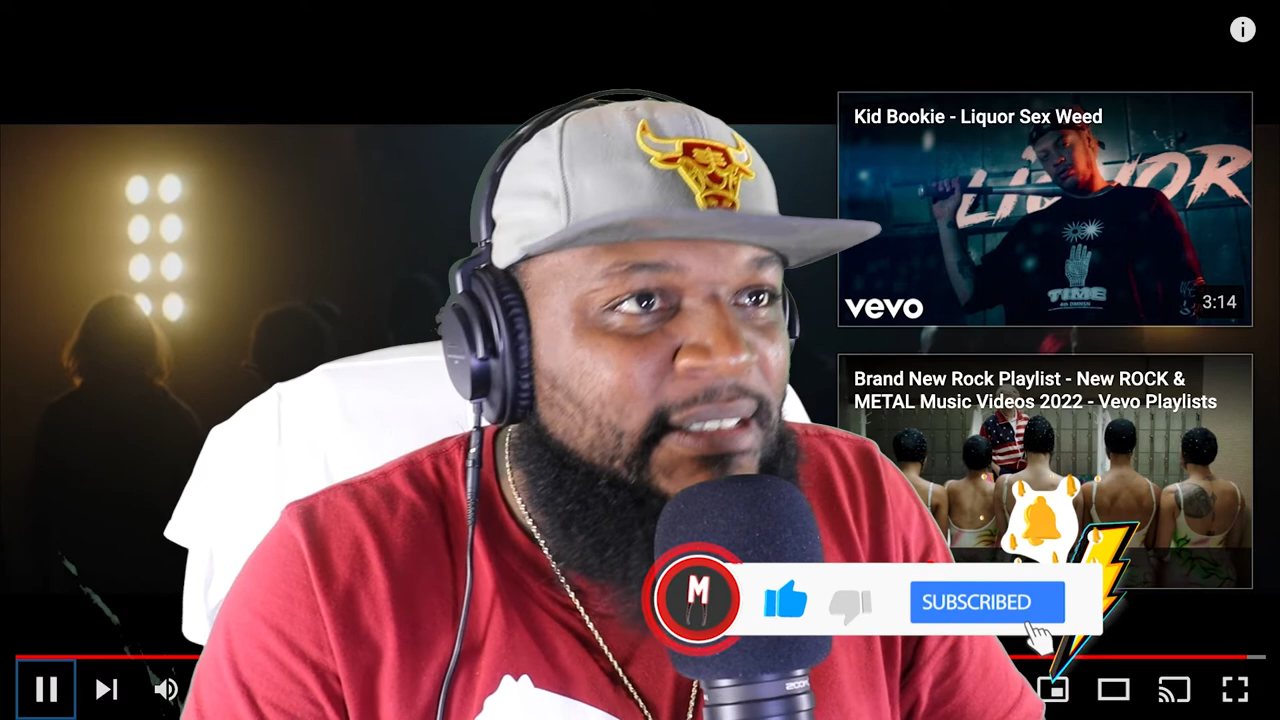 Kid Bookie - Liquor Sex Weed
LIQUOR
TIME
vevo
3:14
Brand New Rock Playlist - New ROCK &
METAL Music Videos 2022 - Vevo Playlists
M
SUBSCRIBED